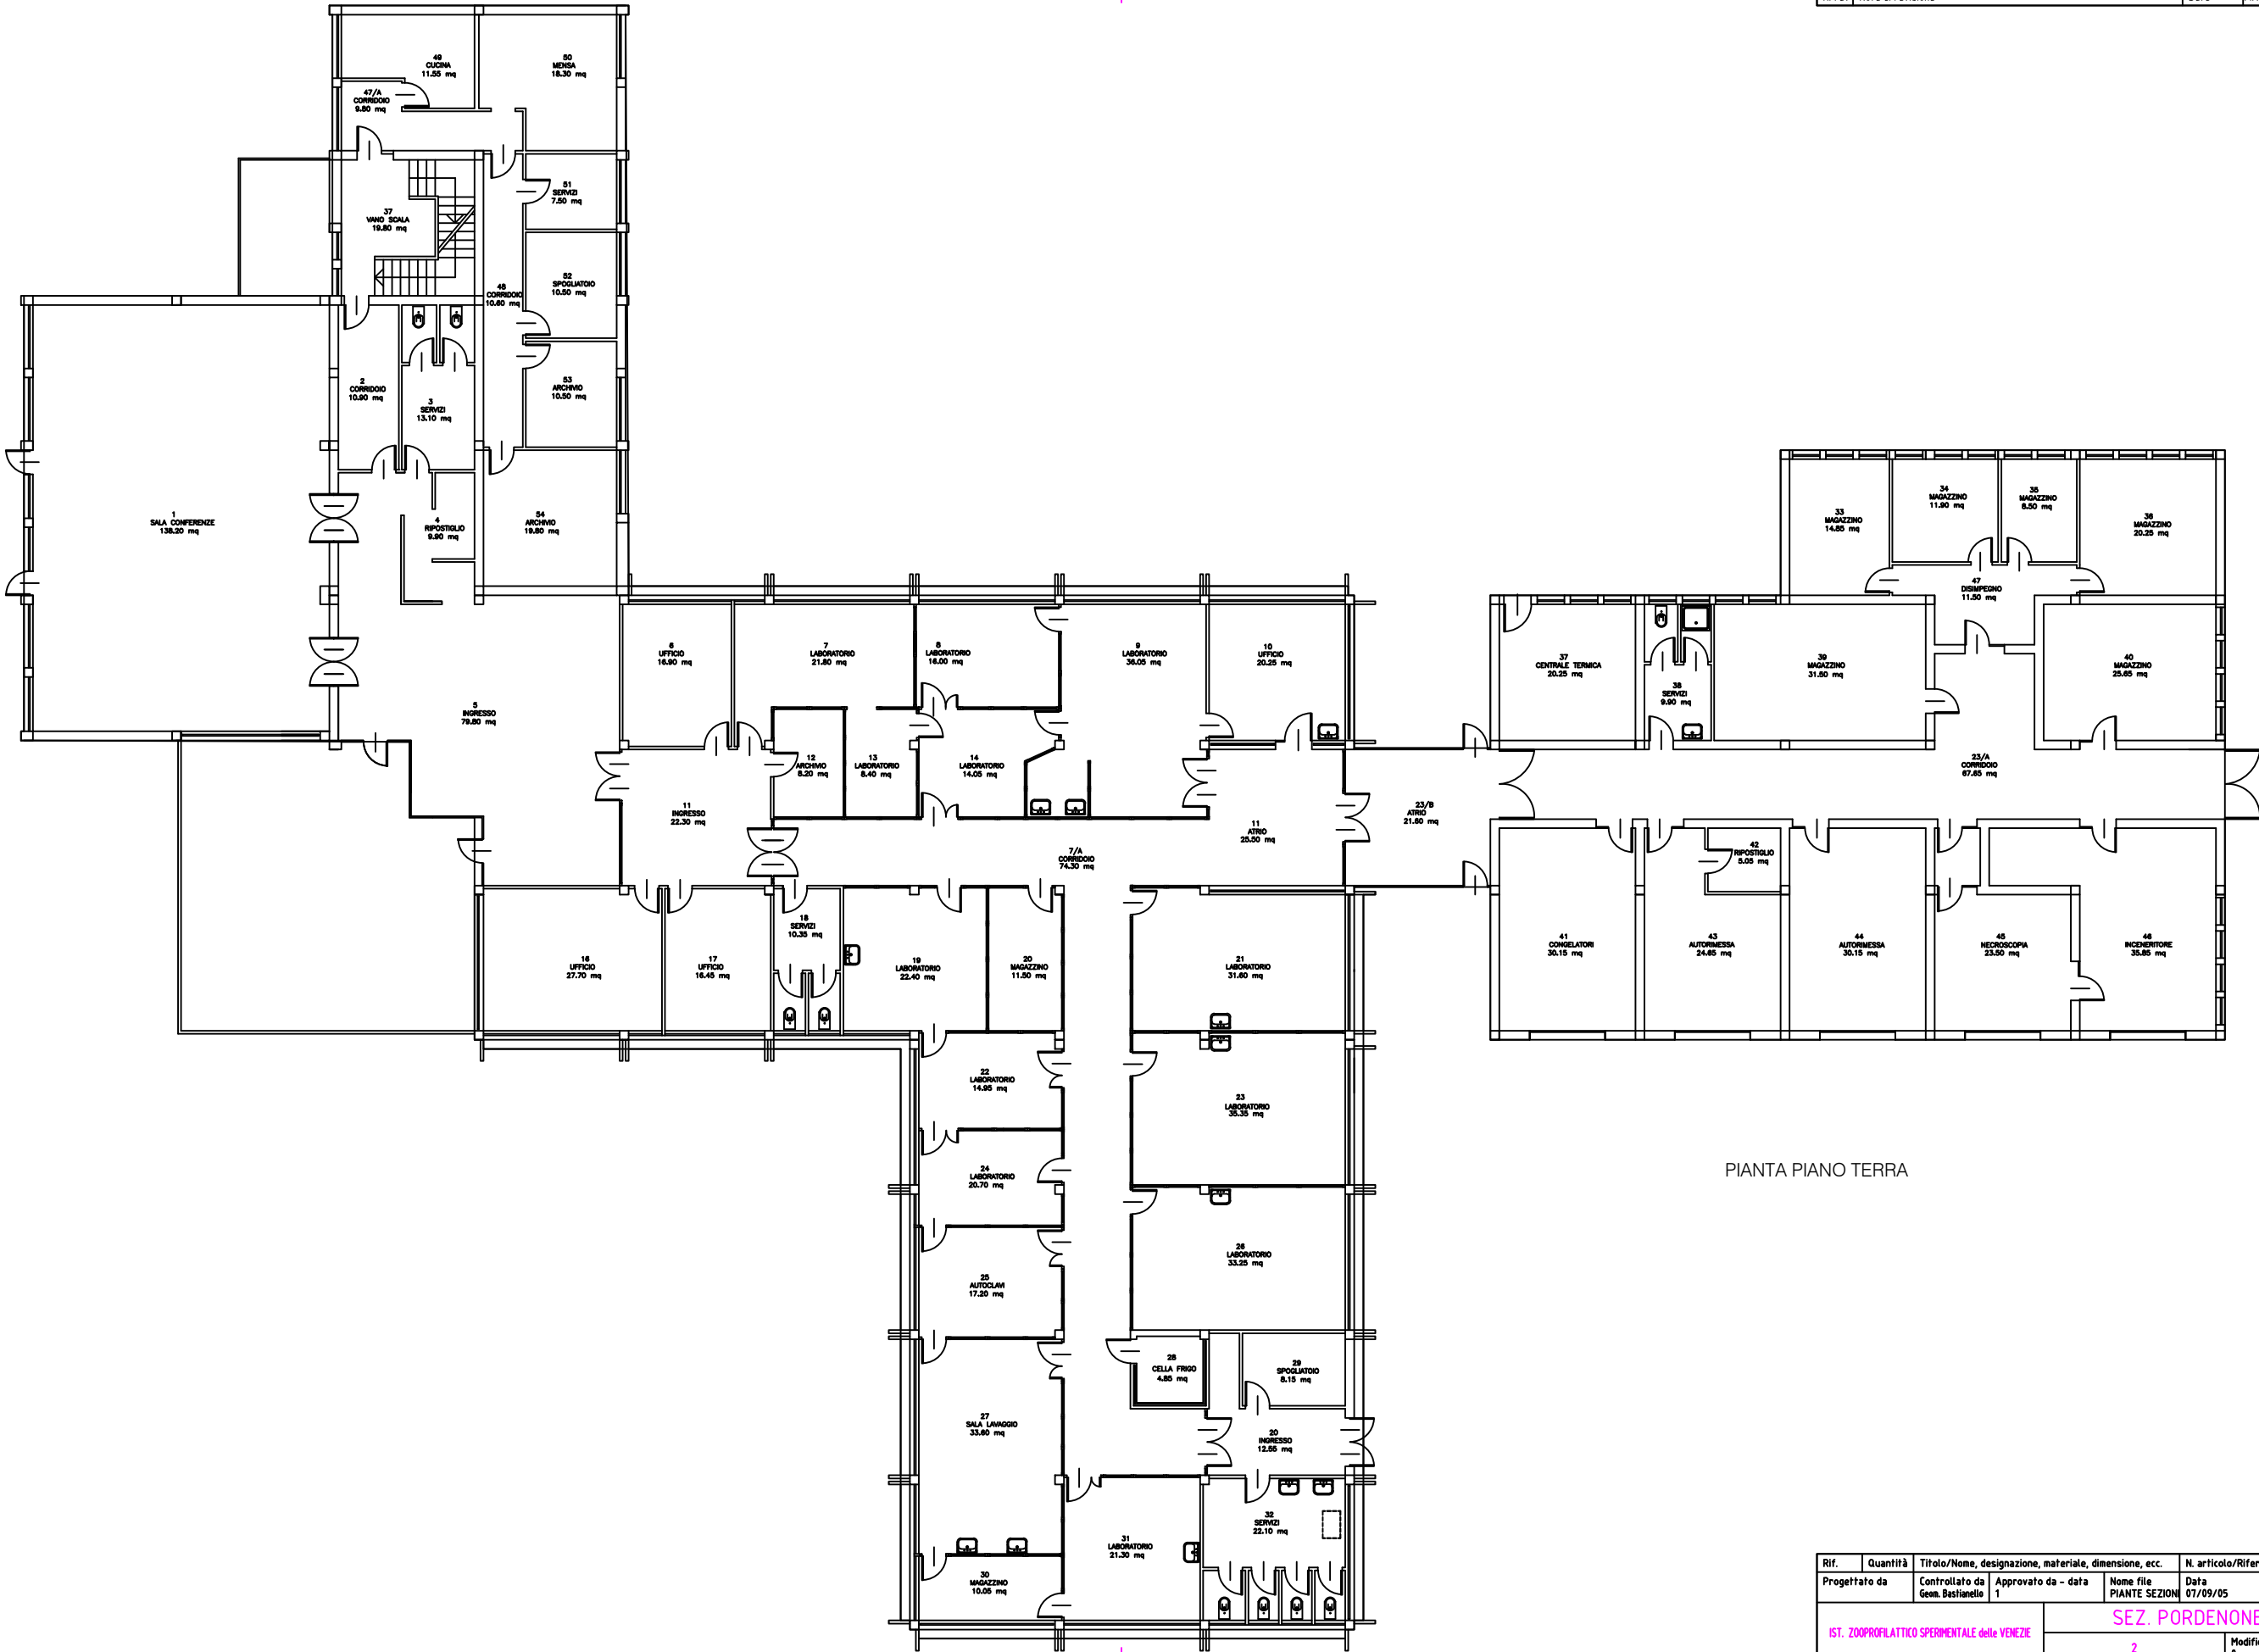 49
CUCINA
11.55 mq
50
MENSA
18.30 mq
47/A
CORRIDOIO
9.80 mq
51
SERVIZI
7.50 mq
37
VANO SCALA
19.80 mq
52
SPOGLIATOIO
10.50 mq
48
CORRIDOIO
10.60 mq
2
CORRIDOIO
10.90 mq
3
SERVIZI
13.10 mq
53
ARCHIVIO
10.50 mq
1
SALA CONFERENZE
138.20 mq
4
RIPOSTIGLIO
9.90 mq
54
ARCHIVIO
19.80 mq
33
MAGAZZINO
14.85 mq
34
MAGAZZINO
11.90 mq
35
MAGAZZINO
8.50 mq
36
MAGAZZINO
20.25 mq
47
DISIMPEGNO
11.50 mq
6
UFFICIO
16.90 mq
7
LABORATORIO
21.80 mq
8
LABORATORIO
16.00 mq
9
LABORATORIO
36.05 mq
10
UFFICIO
20.25 mq
37
CENTRALE TERMICA
20.25 mq
38
SERVIZI
9.90 mq
39
MAGAZZINO
31.50 mq
40
MAGAZZINO
25.65 mq
5
INGRESSO
79.80 mq
12
ARCHIVIO
8.20 mq
13
LABORATORIO
8.40 mq
14
LABORATORIO
14.05 mq
23/A
CORRIDOIO
67.65 mq
11
INGRESSO
22.30 mq
11
ATRIO
25.50 mq
23/B
ATRIO
21.60 mq
7/A
CORRIDOIO
74.30 mq
42
RIPOSTIGLIO
5.05 mq
16
UFFICIO
27.70 mq
17
UFFICIO
16.45 mq
18
SERVIZI
10.35 mq
19
LABORATORIO
22.40 mq
20
MAGAZZINO
11.50 mq
21
LABORATORIO
31.60 mq
41
CONGELATORI
30.15 mq
43
AUTORIMESSA
24.65 mq
44
AUTORIMESSA
30.15 mq
45
NECROSCOPIA
23.50 mq
46
INCENERITORE
35.85 mq
22
LABORATORIO
14.95 mq
23
LABORATORIO
35.35 mq
24
LABORATORIO
20.70 mq
PIANTA PIANO TERRA
25
AUTOCLAVI
17.20 mq
26
LABORATORIO
33.25 mq
28
CELLA FRIGO
4.85 mq
29
SPOGLIATOIO
8.15 mq
27
SALA LAVAGGIO
33.60 mq
20
INGRESSO
12.55 mq
32
SERVIZI
22.10 mq
31
LABORATORIO
21.30 mq
30
MAGAZZINO
10.05 mq
Rif. Quantità Titolo/Nome, designazione, materiale, dimensione, ecc. N. articolo/Rifer
Progettato da Controllato da Approvato da - data Nome file Data
Geom. Bastianello 1 PIANTE SEZIONI 07/09/05
SEZ. PORDENONE
IST. ZOOPROFILATTICO SPERIMENTALE delle VENEZIE
2 Modific